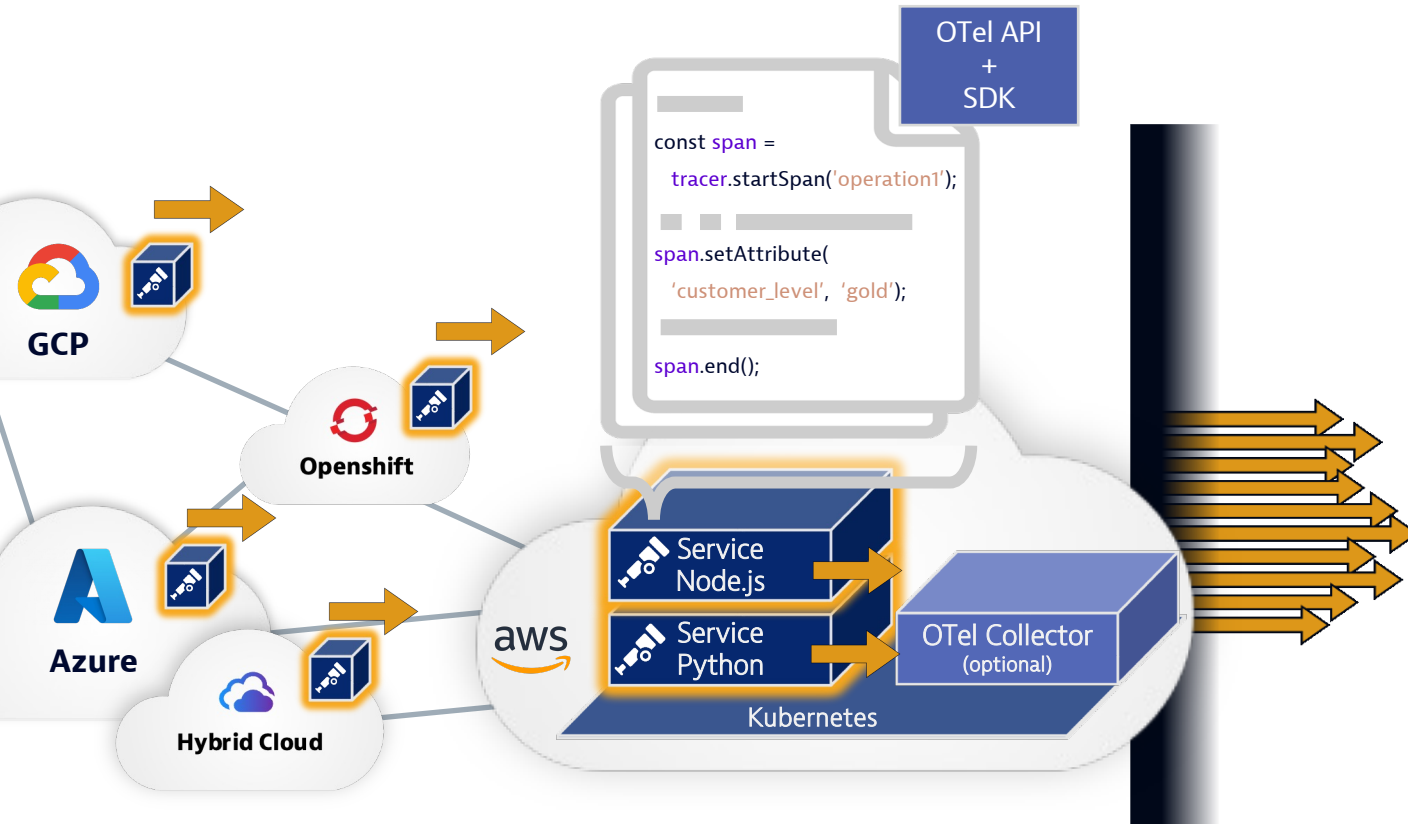 OTel API
+
SDK
const span =
tracer.startSpan('operation1’);
span.setAttribute(
‘customer_level’, ‘gold’);
span.end();
GCP
Openshift
Azure
Hybrid Cloud
aws
Service
Node.js
Service
Python
OTel Collector
(optional)
Kubernetes